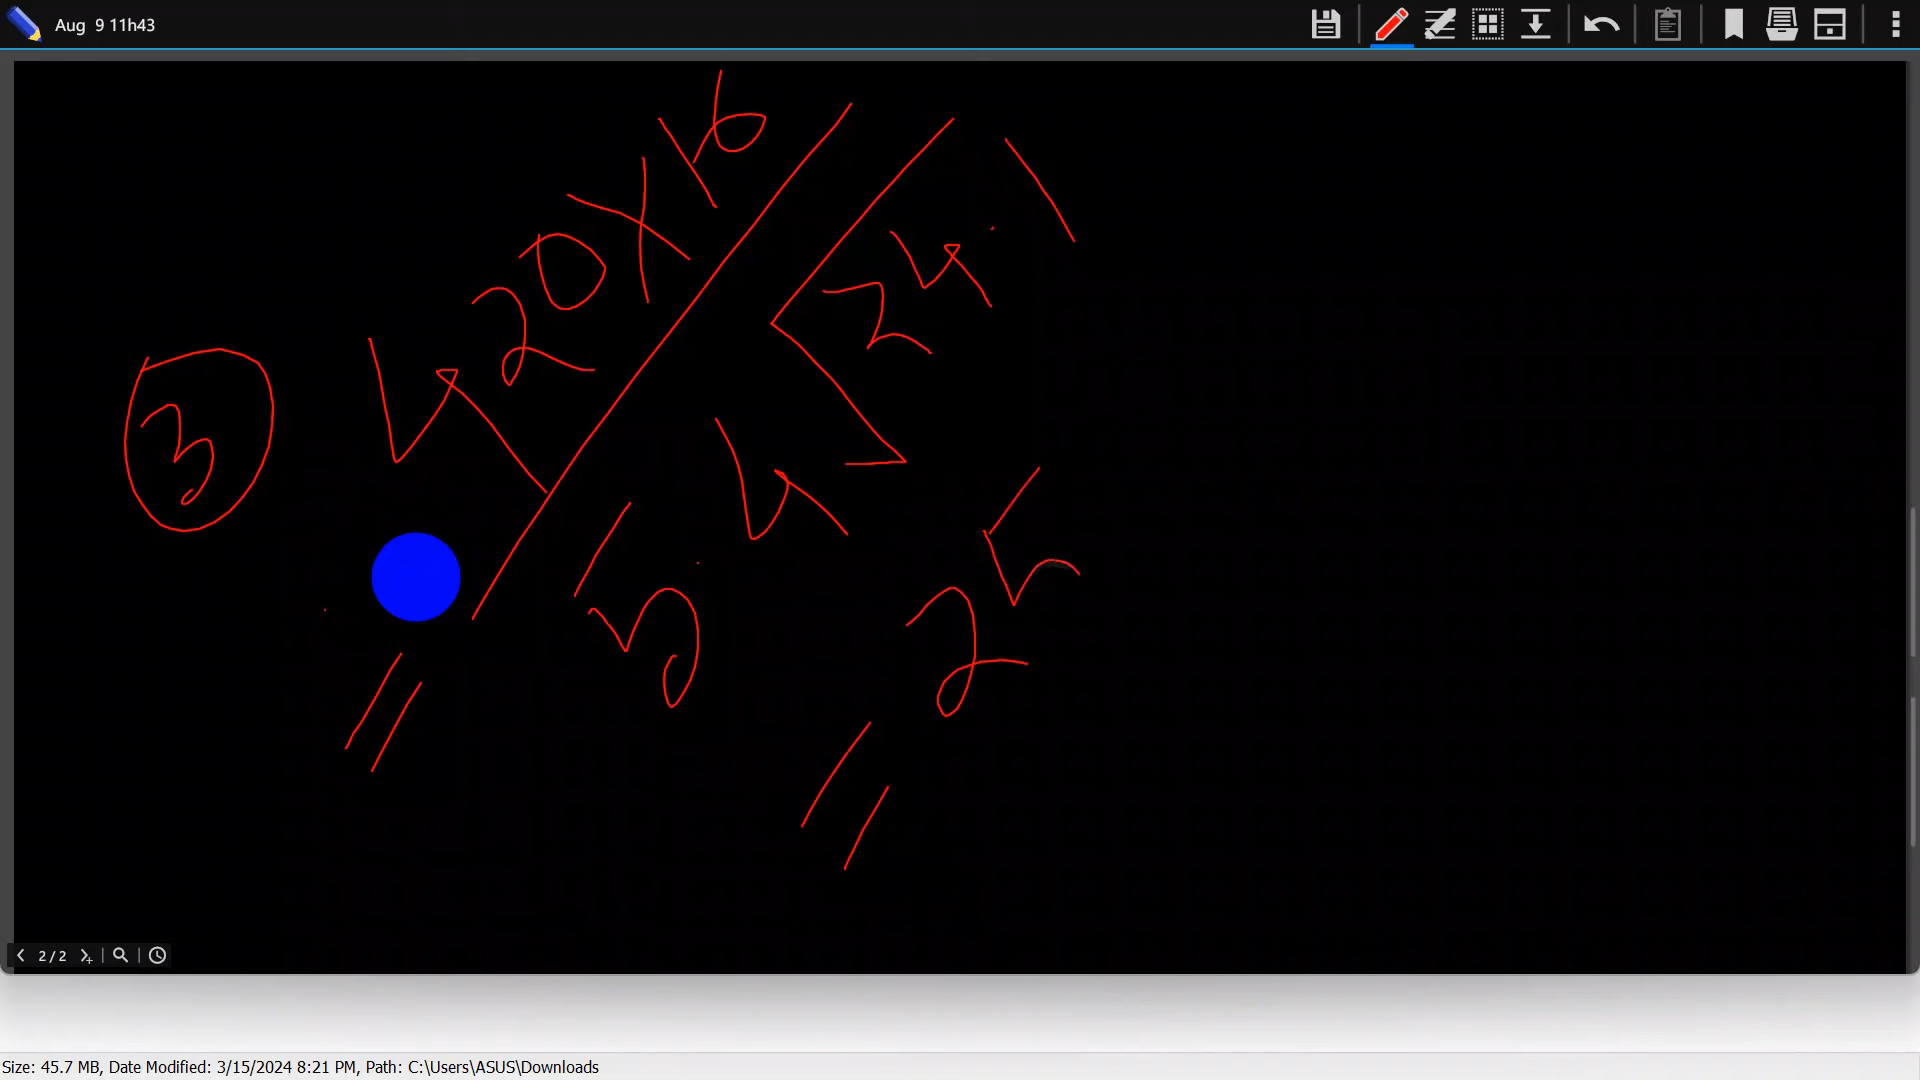 Aug 9 11h43
3
420 X 16
24.1
5.4
25
=
=
2 / 2
Size: 45.7 MB, Date Modified: 3/15/2024 8:21 PM, Path: C:\Users\ASUS\Downloads